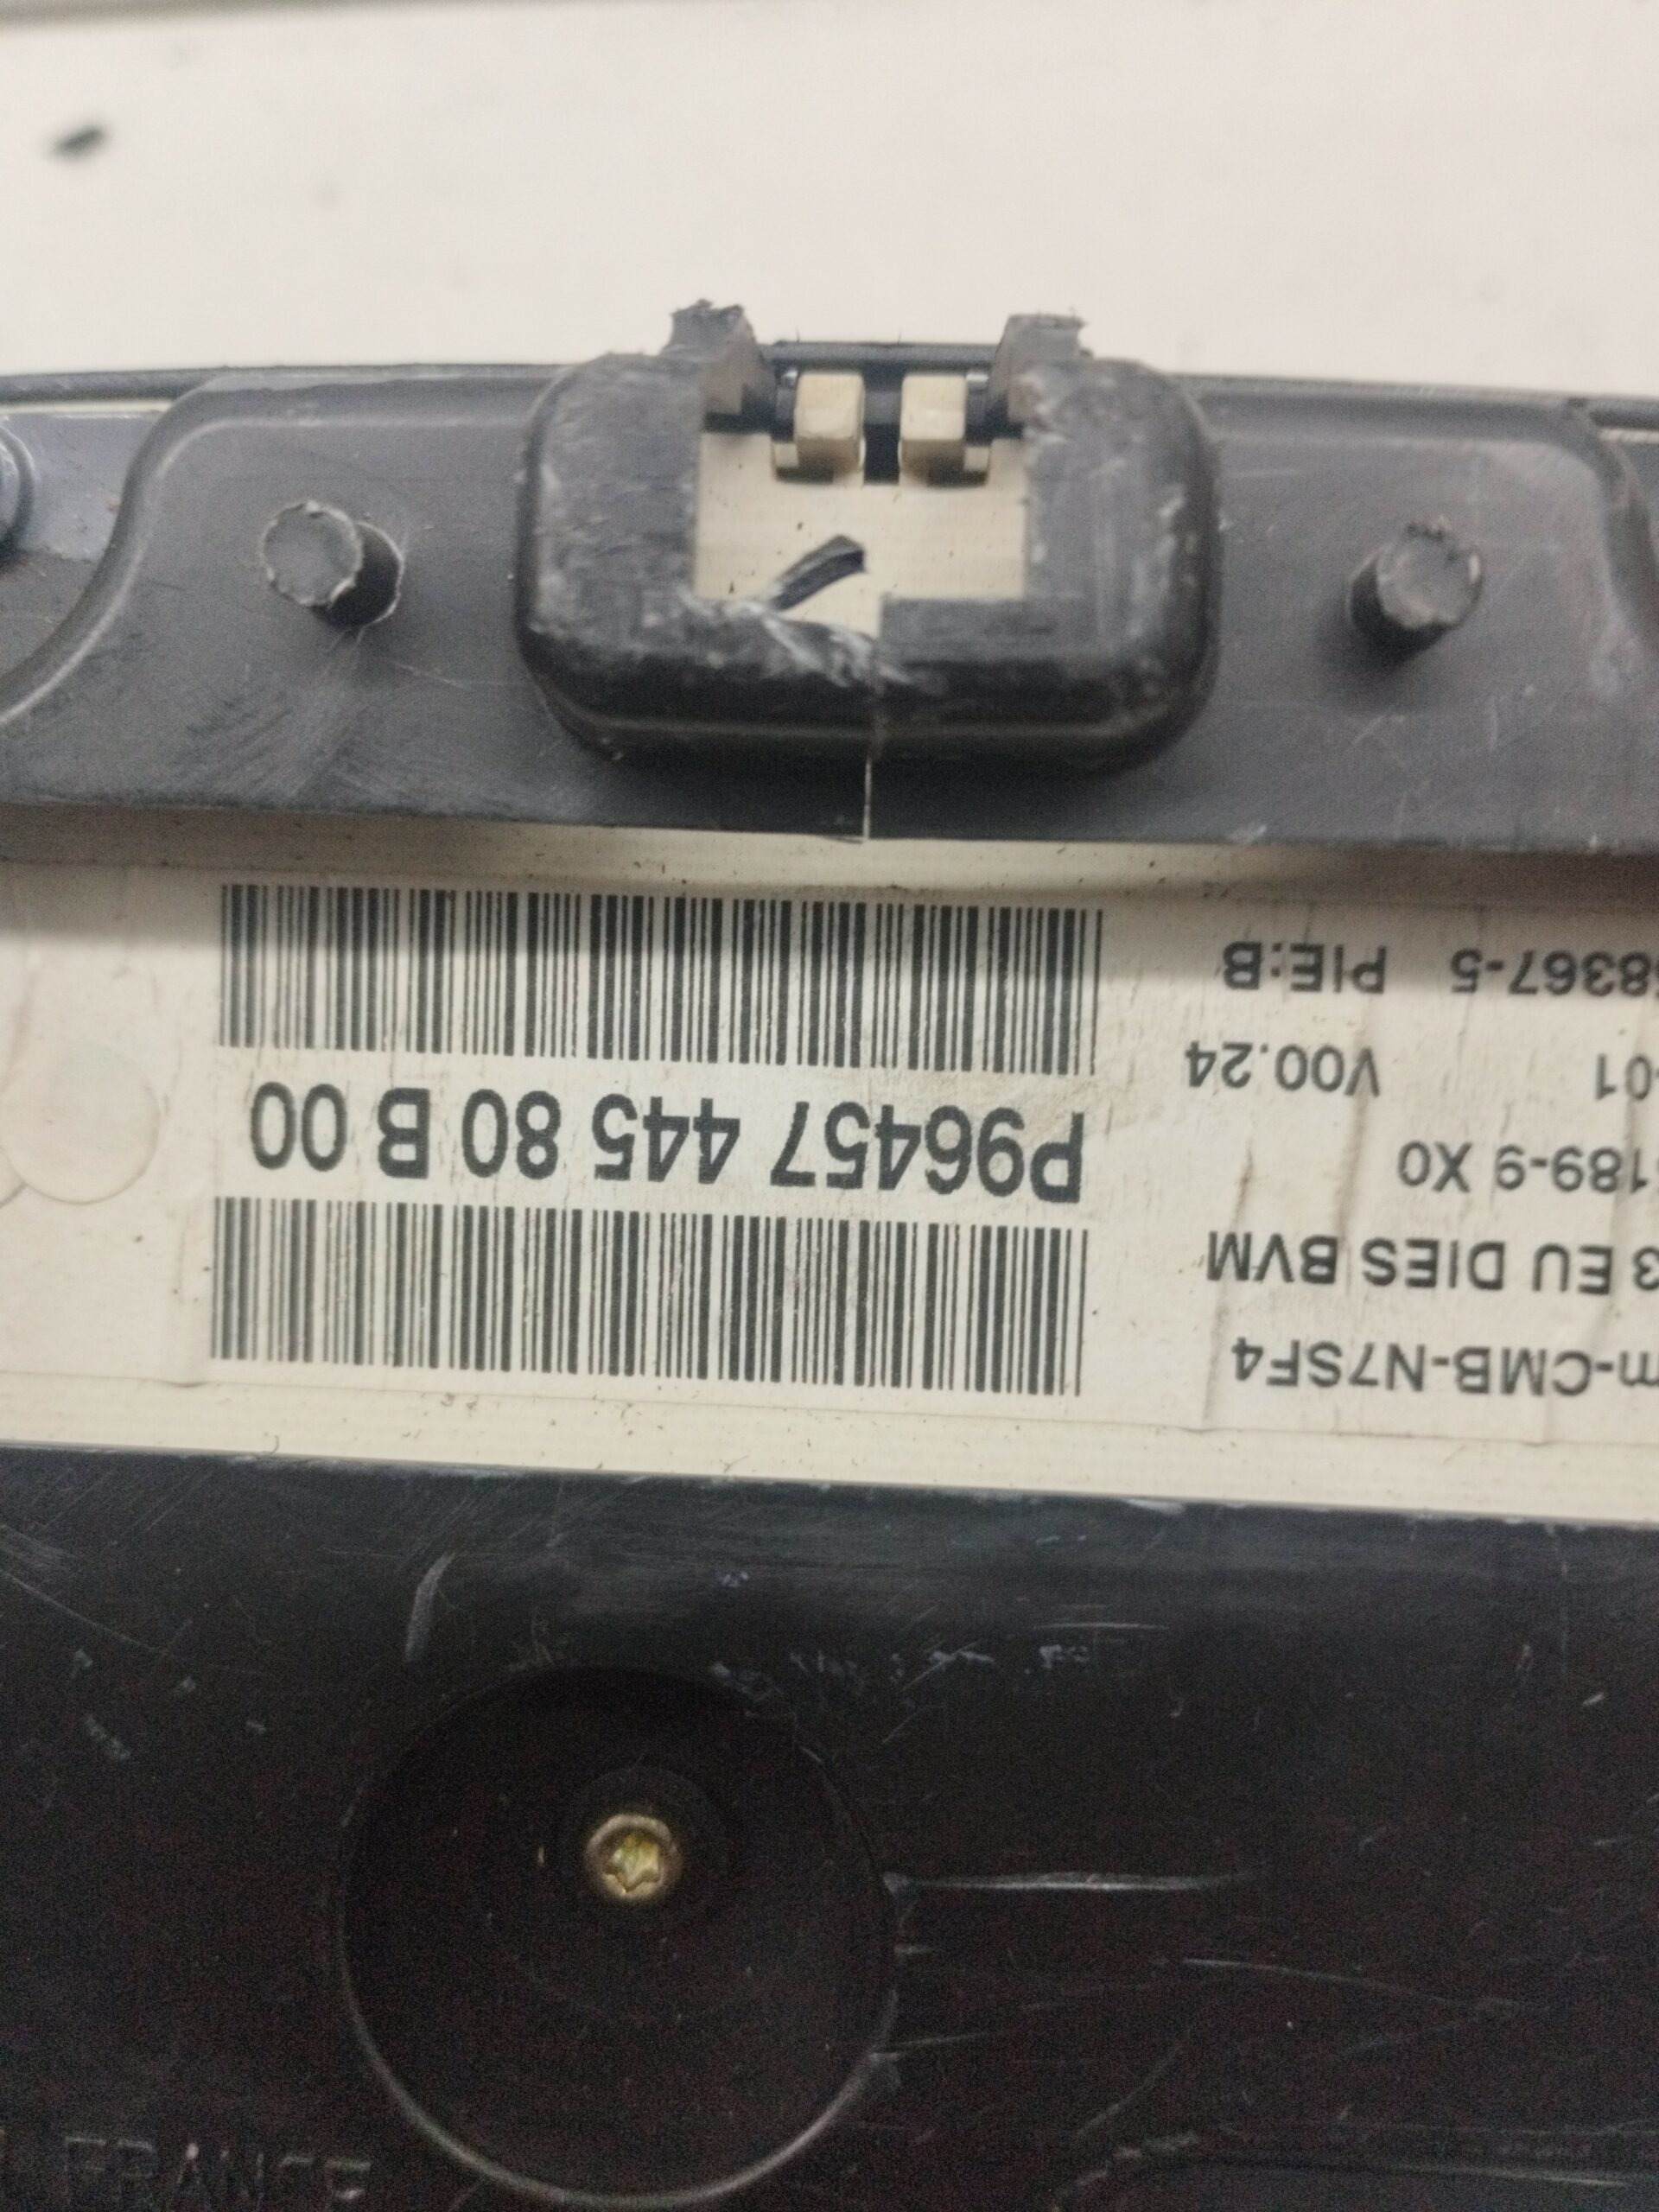 m-CMB-N7SF4
3 EU DIES BVM
189-9 X0
01 V00.24
8367-5 PIE:B
P96457 445 80 B 00
FRANCE